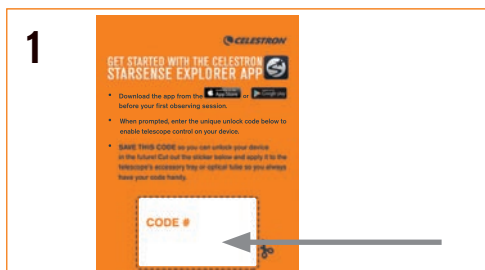 1
CELESTRON
GET STARTED WITH THE CELESTRON
STARSENSE EXPLORER APP
• Download the app from the App Store or Google play
before your first observing session.
• When prompted, enter the unique unlock code below to
enable telescope control on your device.
• SAVE THIS CODE so you can unlock your device
in the future! Cut out the sticker below and apply it to the
telescope's accessory tray or optical tube so you always
have your code handy.
CODE #